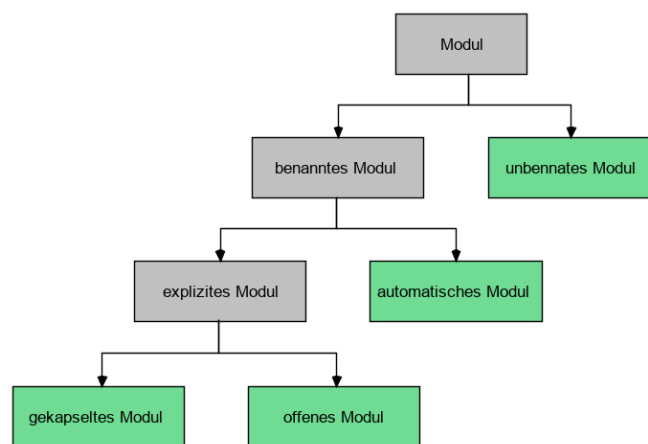 Modul
benanntes Modul
unbennates Modul
explizites Modul
automatisches Modul
gekapseltes Modul
offenes Modul